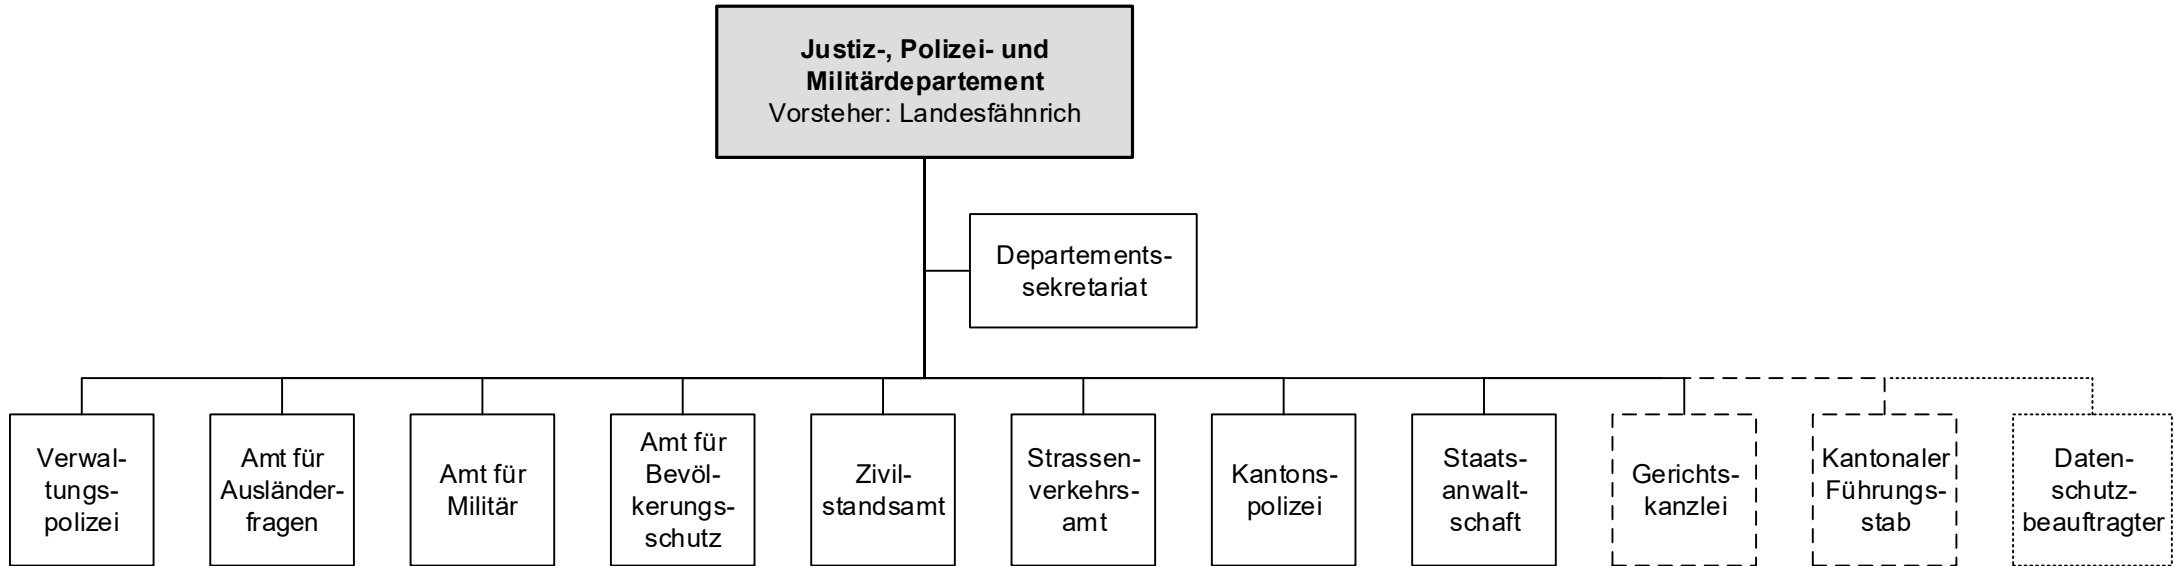 Justiz-, Polizei- und
Militärdepartement
Vorsteher: Landesfähnrich
Departements-
sekretariat
Verwal-
tungs-
polizei
Amt für
Ausländer-
fragen
Amt für
Militär
Amt für
Bevöl-
kerungs-
schutz
Zivil-
standsamt
Strassen-
verkehrs-
amt
Kantons-
polizei
Staats-
anwalt-
schaft
Gerichts-
kanzlei
Kantonaler
Führungs-
stab
Daten-
schutz-
beauftragter